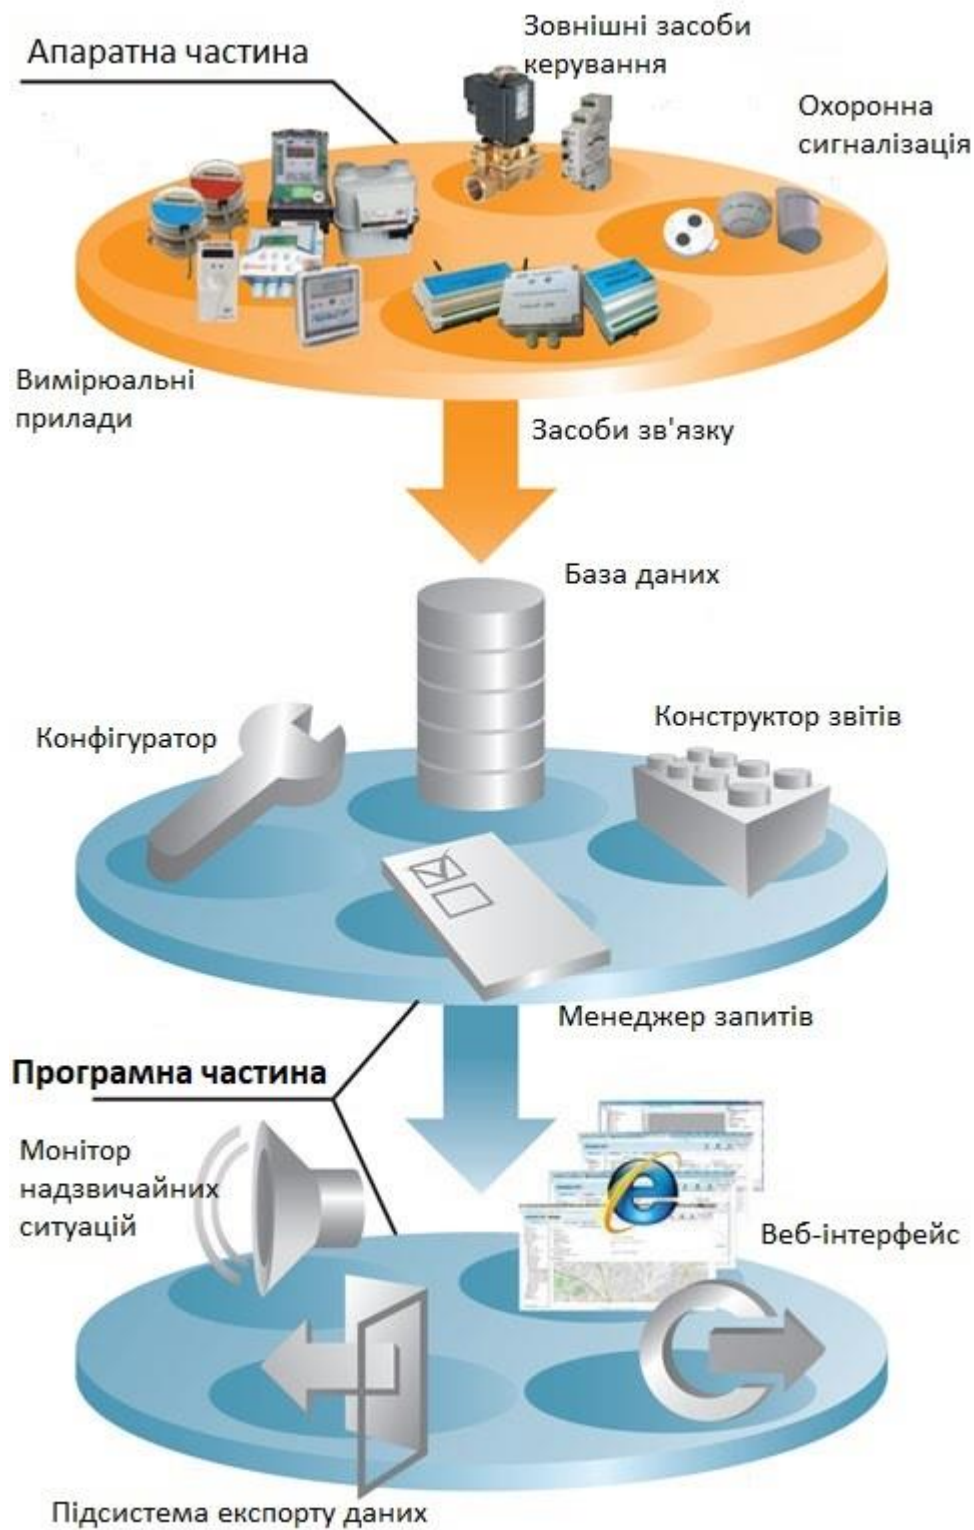 Зовнішні засоби
керування
Апаратна частина
Охоронна
сигналізація
Вимірюальні
прилади
Засоби зв'язку
База даних
Конструктор звітів
Конфігуратор
Менеджер запитів
Програмна частина
Монітор
надзвичайних
ситуацій
Веб-інтерфейс
Підсистема експорту даних